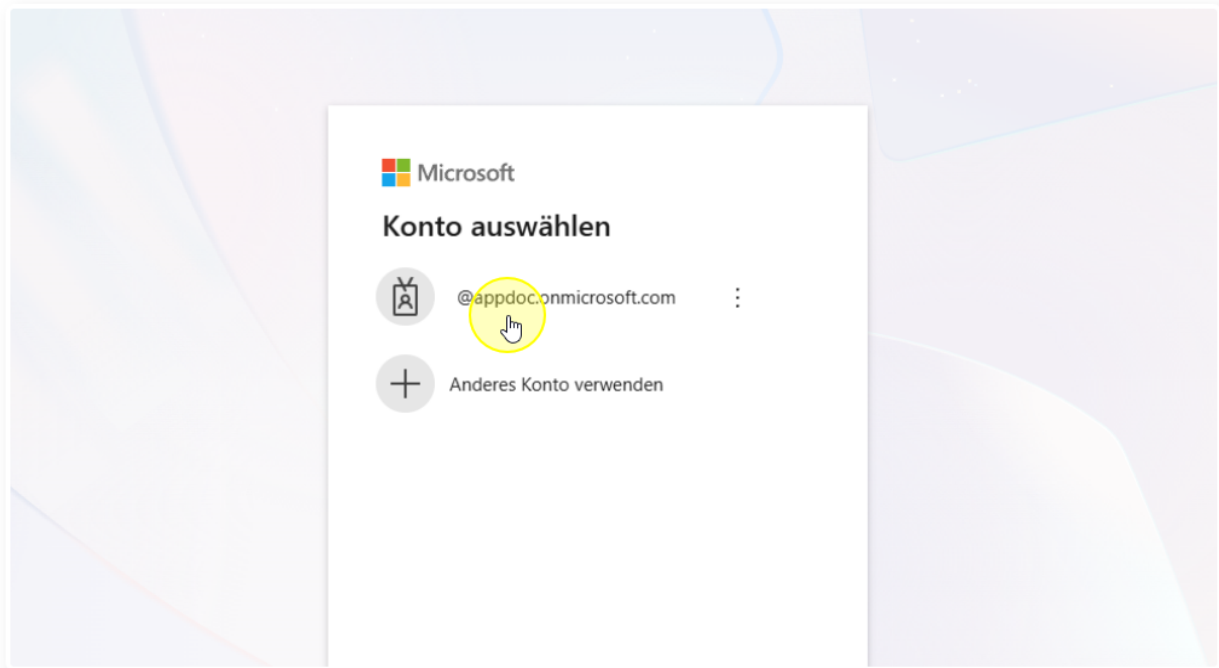 Microsoft
Konto auswählen
@appdoc.onmicrosoft.com
Anderes Konto verwenden